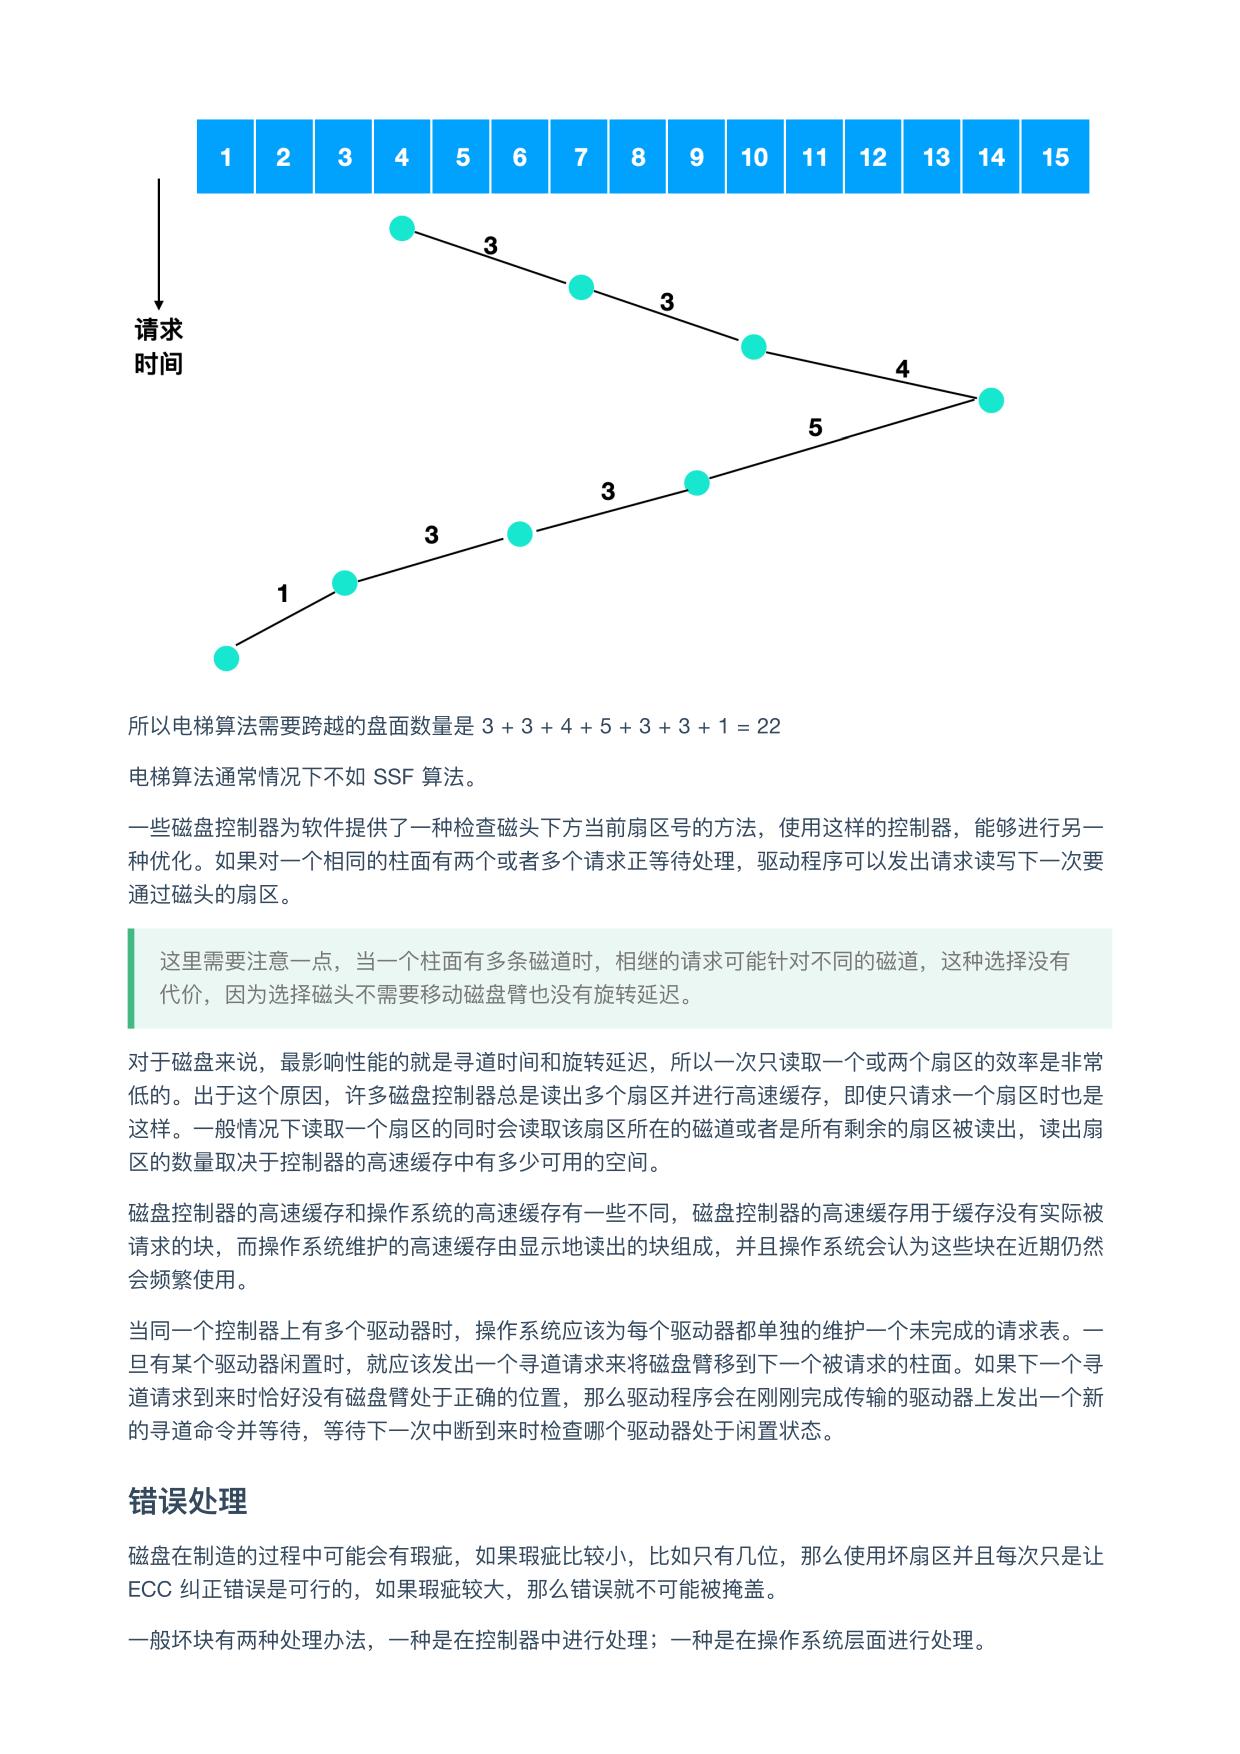 1 2 3 4 5 6 7 8 9 10 11 12 13 14 15
3
3
请求
时间
4
5
3
3
1
所以电梯算法需要跨越的盘面数量是 3 + 3 + 4 + 5 + 3 + 3 + 1 = 22
电梯算法通常情况下不如 SSF 算法。
一些磁盘控制器为软件提供了一种检查磁头下方当前扇区号的方法，使用这样的控制器，能够进行另一
种优化。如果对一个相同的柱面有两个或者多个请求正等待处理，驱动程序可以发出请求读写下一次要
通过磁头的扇区。
这里需要注意一点，当一个柱面有多条磁道时，相继的请求可能针对不同的磁道，这种选择没有
代价，因为选择磁头不需要移动磁盘臂也没有旋转延迟。
对于磁盘来说，最影响性能的就是寻道时间和旋转延迟，所以一次只读取一个或两个扇区的效率是非常
低的。出于这个原因，许多磁盘控制器总是读出多个扇区并进行高速缓存，即使只请求一个扇区时也是
这样。一般情况下读取一个扇区的同时会读取该扇区所在的磁道或者是所有剩余的扇区被读出，读出扇
区的数量取决于控制器的高速缓存中有多少可用的空间。
磁盘控制器的高速缓存和操作系统的高速缓存有一些不同，磁盘控制器的高速缓存用于缓存没有实际被
请求的块，而操作系统维护的高速缓存由显示地读出的块组成，并且操作系统会认为这些块在近期仍然
会频繁使用。
当同一个控制器上有多个驱动器时，操作系统应该为每个驱动器都单独的维护一个未完成的请求表。一
旦有某个驱动器闲置时，就应该发出一个寻道请求来将磁盘臂移到下一个被请求的柱面。如果下一个寻
道请求到来时恰好没有磁盘臂处于正确的位置，那么驱动程序会在刚刚完成传输的驱动器上发出一个新
的寻道命令并等待，等待下一次中断到来时检查哪个驱动器处于闲置状态。
错误处理
磁盘在制造的过程中可能会有瑕疵，如果瑕疵比较小，比如只有几位，那么使用坏扇区并且每次只是让
ECC 纠正错误是可行的，如果瑕疵较大，那么错误就不可能被掩盖。
一般坏块有两种处理办法，一种是在控制器中进行处理；一种是在操作系统层面进行处理。